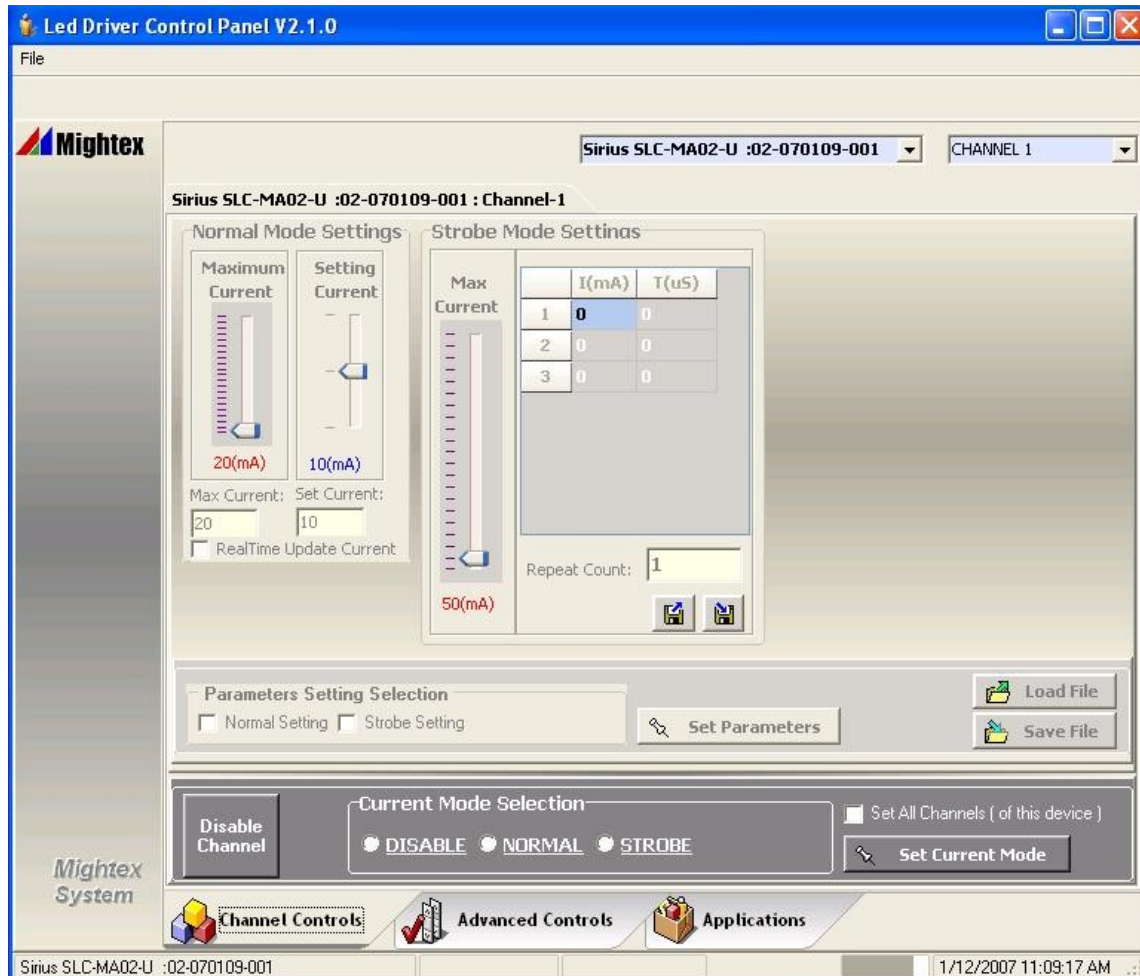 Led Driver Control Panel V2.1.0
File
Mightex
Sirius SLC-MA02-U :02-070109-001
CHANNEL 1
Sirius SLC-MA02-U :02-070109-001 : Channel-1
Normal Mode Settings
Maximum Current
Setting Current
20(mA)
10(mA)
Max Current:
Set Current:
20
10
RealTime Update Current
Strobe Mode Settings
Max Current
50(mA)
I(mA) T(uS)
1 0 0
2 0 0
3 0 0
Repeat Count: 1
Parameters Setting Selection
Normal Setting
Strobe Setting
Set Parameters
Load File
Save File
Disable Channel
Current Mode Selection
DISABLE
NORMAL
STROBE
Set All Channels ( of this device )
Set Current Mode
Mightex System
Channel Controls
Advanced Controls
Applications
Sirius SLC-MA02-U :02-070109-001
1/12/2007 11:09:17 AM